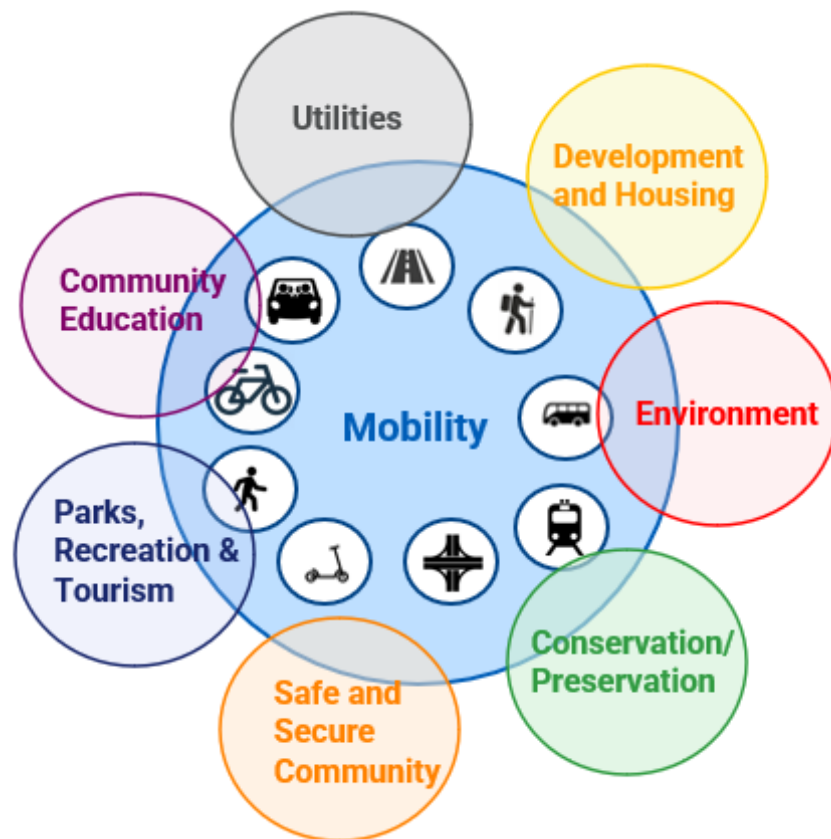 Utilities
Development
and Housing
Community
Education
Environment
Mobility
Parks,
Recreation &
Tourism
Conservation/
Preservation
Safe and
Secure
Community